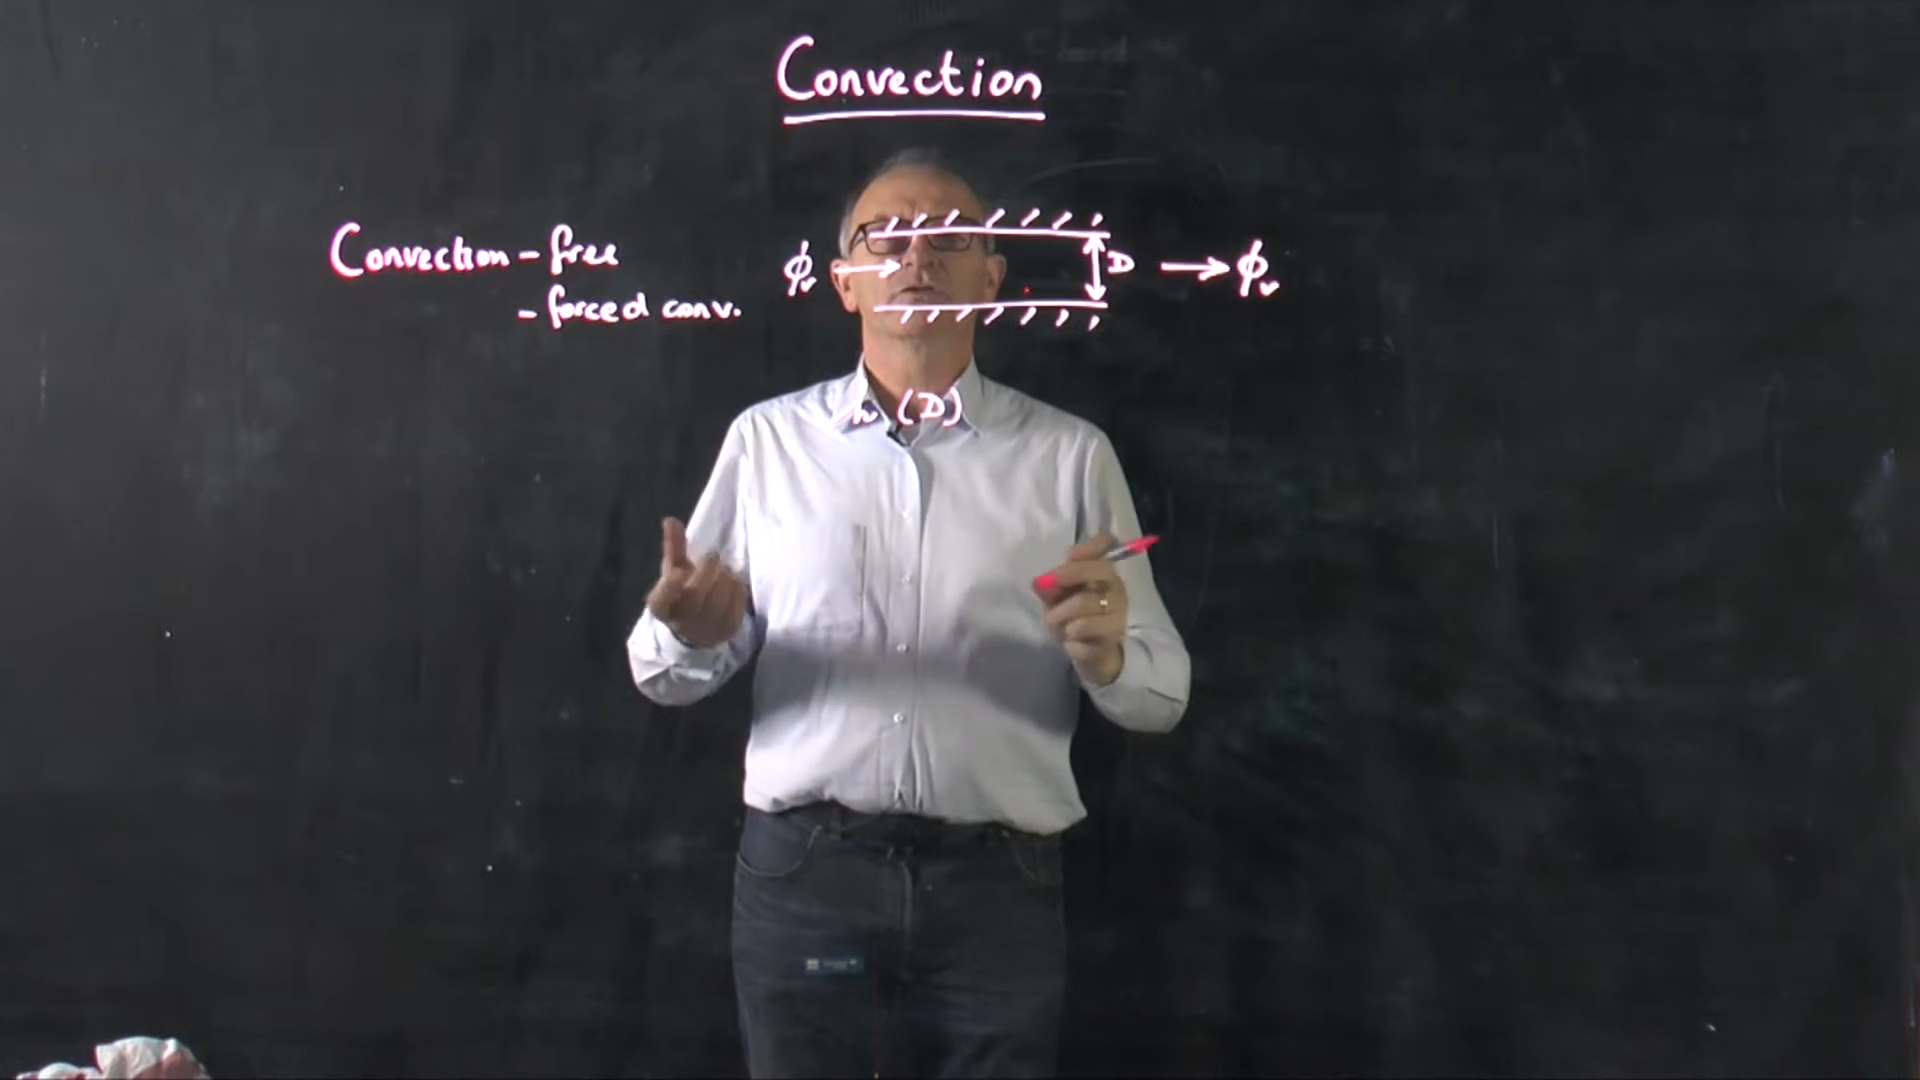 Convection
Convection - free
- forced conv.
ϕv → D → ϕv
h (D)